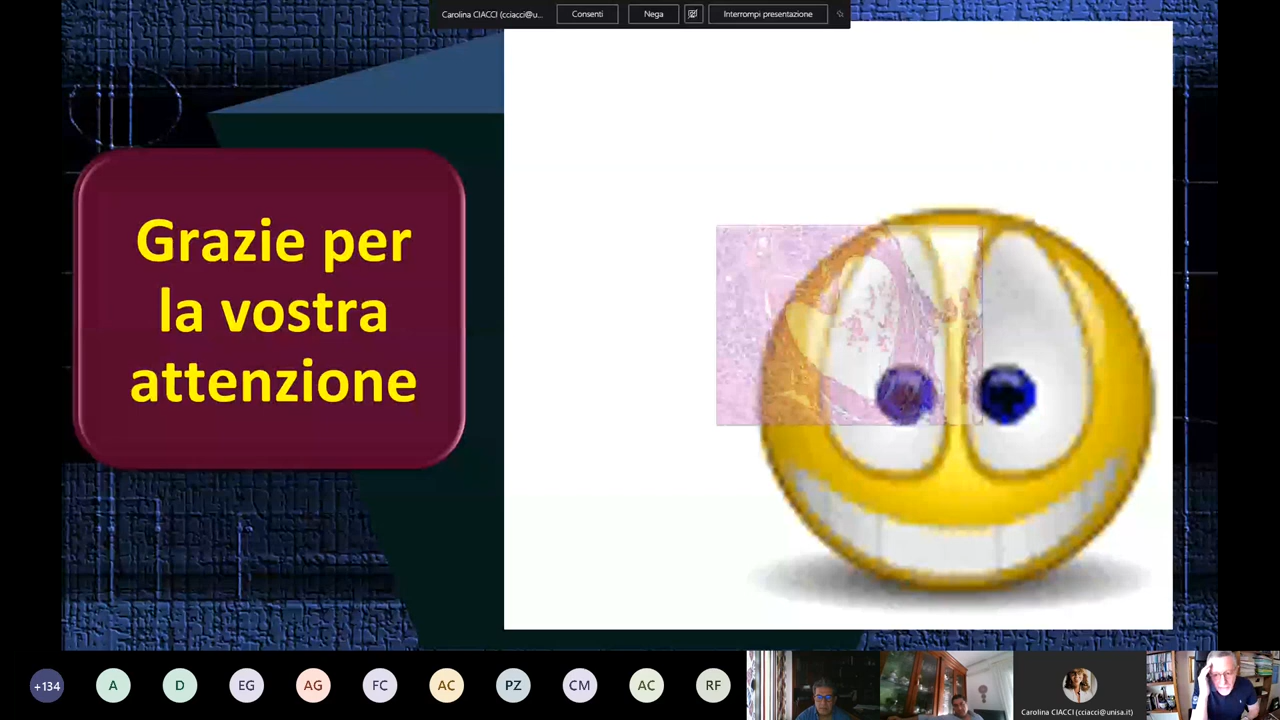 Carolina CIACCI (cciacci@u...
Consenti
Nega
Interrompi presentazione
Grazie per
la vostra
attenzione
+134
A
D
EG
AG
FC
AC
PZ
CM
AC
RF
Carolina CIACCI (cciacci@unisa.it)